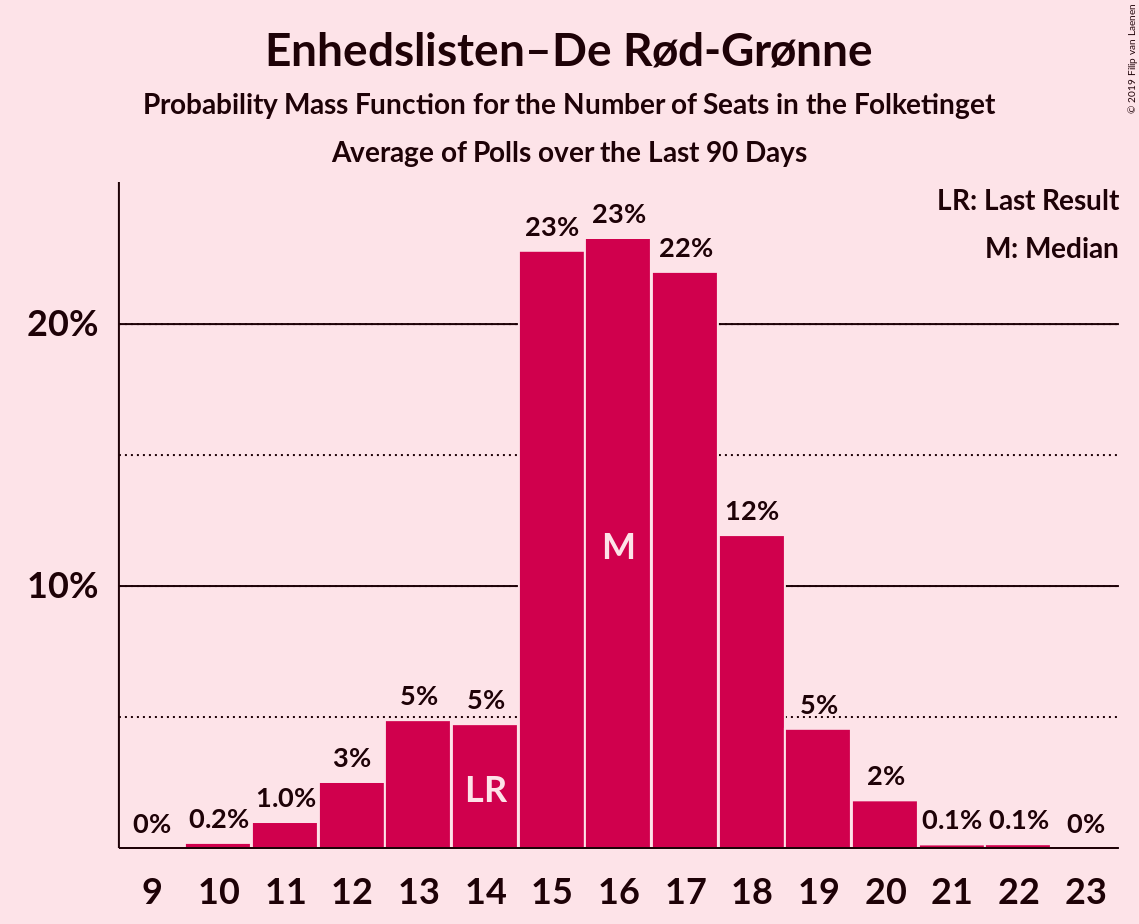 Enhedslisten–De Rød-Grønne
Probability Mass Function for the Number of Seats in the Folketinget
Average of Polls over the Last 90 Days
© 2019 Filip van Laenen
LR: Last Result
M: Median
20%
10%
0%
0.2%
1.0%
3%
5%
5%
23%
23%
22%
12%
5%
2%
0.1%
0.1%
0%
LR
M
9 10 11 12 13 14 15 16 17 18 19 20 21 22 23